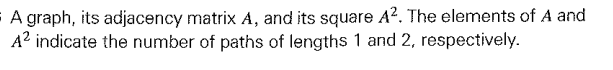 A graph, its adjacency matrix A, and its square A². The elements of A and
A² indicate the number of paths of lengths 1 and 2, respectively.